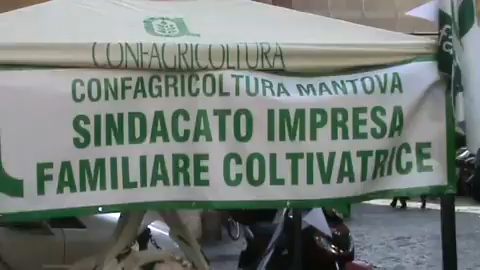 CONFAGRICOLTURA
CONFAGRICOLTURA MANTOVA
SINDACATO IMPRESA
FAMILIARE COLTIVATRICE